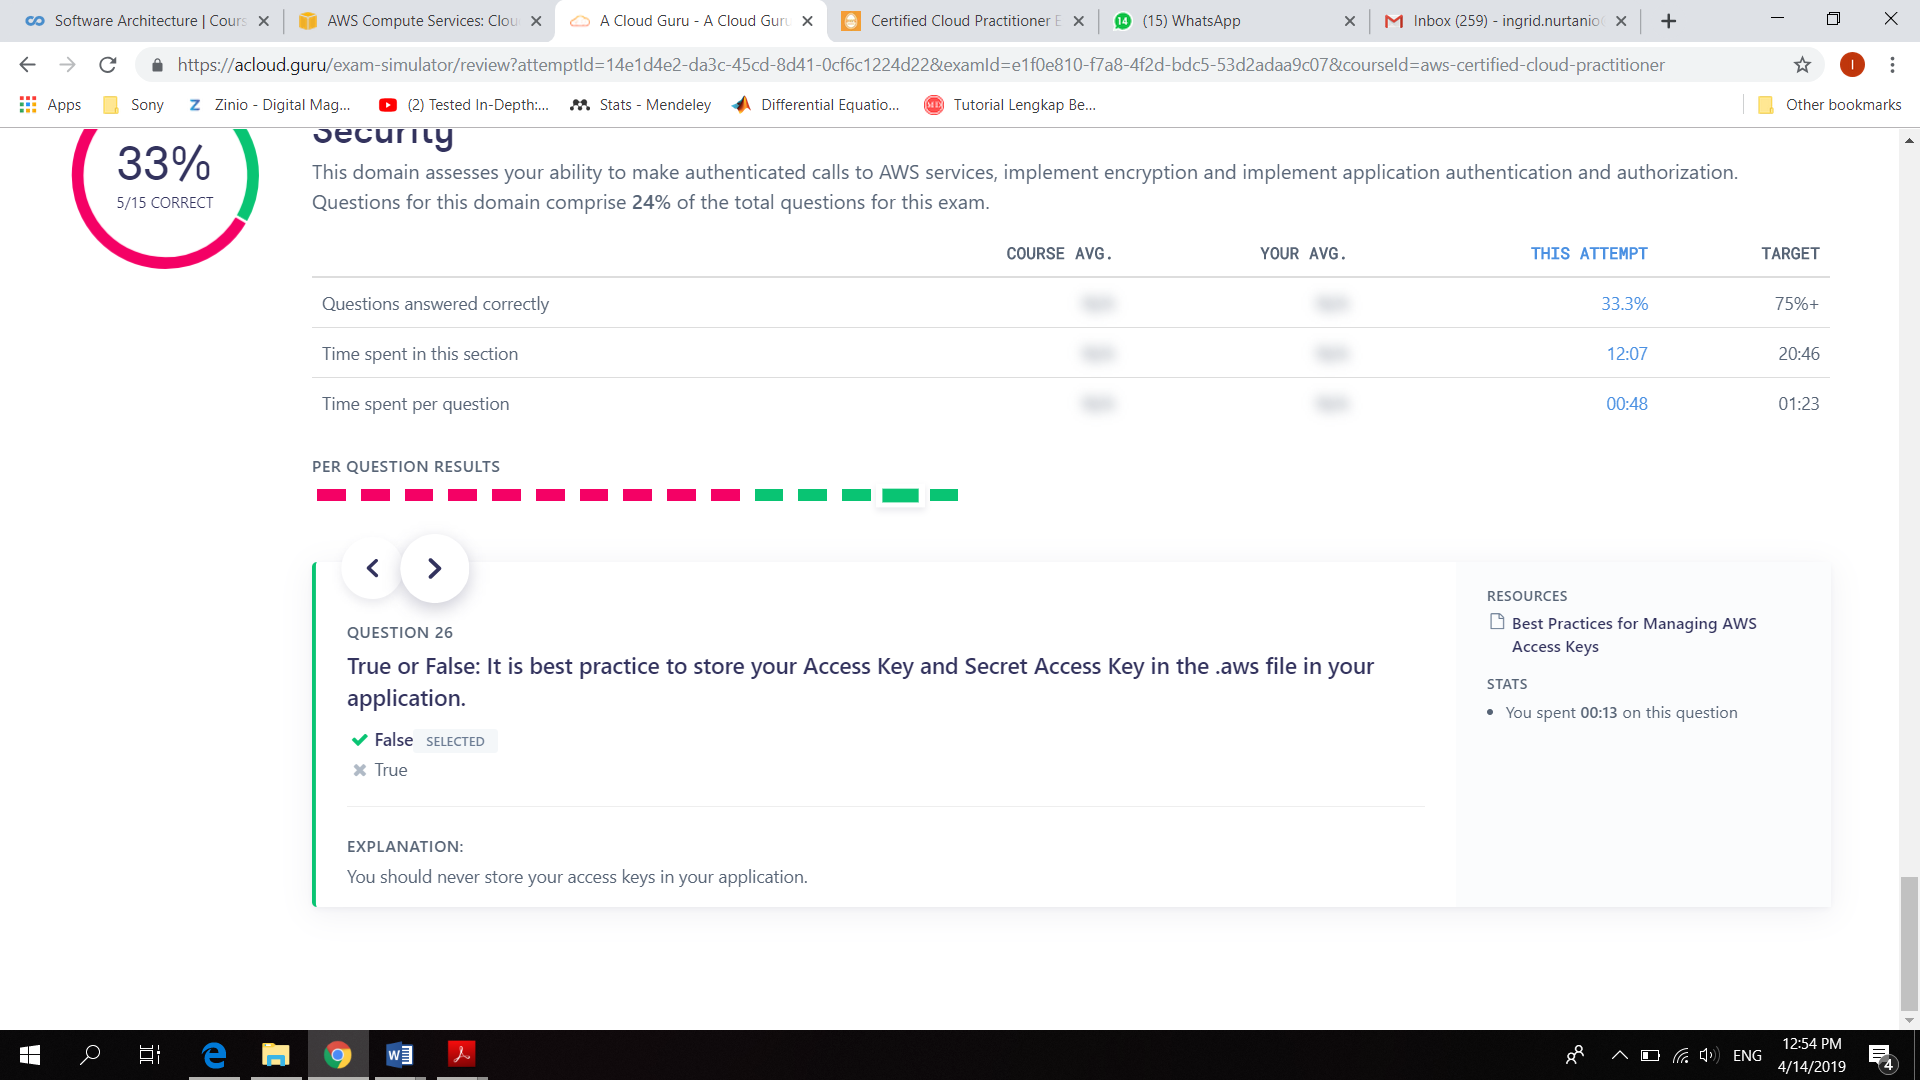 Software Architecture | Cours
AWS Compute Services: Clou
A Cloud Guru - A Cloud Guru
Certified Cloud Practitioner E
14
(15) WhatsApp
Inbox (259) - ingrid.nurtanio
https://acloud.guru/exam-simulator/review?attemptId=14e1d4e2-da3c-45cd-8d41-0cf6c1224d22&examId=e1f0e810-f7a8-4f2d-bdc5-53d2adaa9c07&courseId=aws-certified-cloud-practitioner
I
Apps
Sony
Z Zinio - Digital Mag...
(2) Tested In-Depth:...
Stats - Mendeley
Differential Equatio...
Tutorial Lengkap Be...
Other bookmarks
33%
5/15 CORRECT
Security
This domain assesses your ability to make authenticated calls to AWS services, implement encryption and implement application authentication and authorization.
Questions for this domain comprise 24% of the total questions for this exam.
COURSE AVG. YOUR AVG. THIS ATTEMPT TARGET
Questions answered correctly 33.3% 75%+
Time spent in this section 12:07 20:46
Time spent per question 00:48 01:23
PER QUESTION RESULTS
QUESTION 26
True or False: It is best practice to store your Access Key and Secret Access Key in the .aws file in your
application.
False SELECTED
True
EXPLANATION:
You should never store your access keys in your application.
RESOURCES
Best Practices for Managing AWS
Access Keys
STATS
You spent 00:13 on this question
ENG
12:54 PM
4/14/2019
4